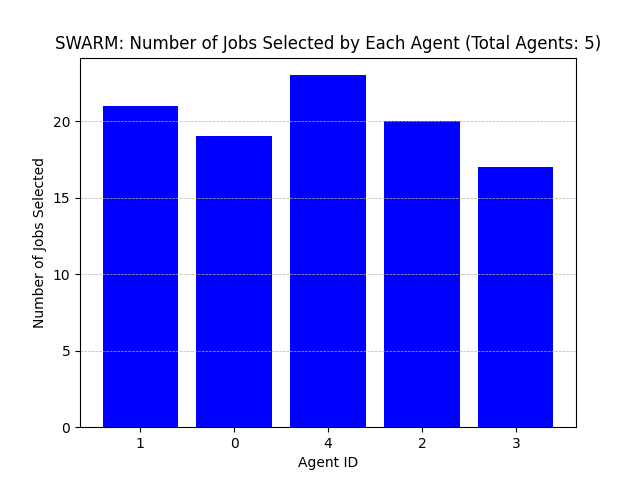 SWARM: Number of Jobs Selected by Each Agent (Total Agents: 5)
Number of Jobs Selected
20
15
10
5
0
1 0 4 2 3
Agent ID